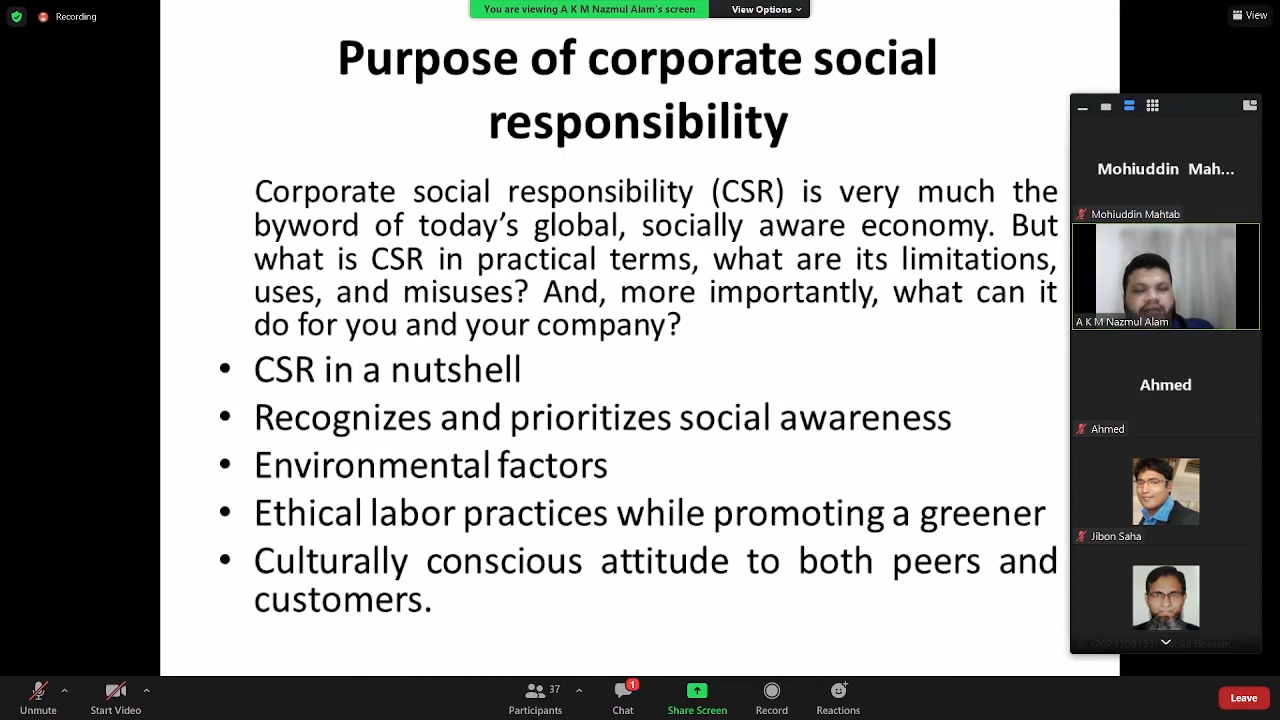 Recording
You are viewing A K M Nazmul Alam's screen
View Options
View
Purpose of corporate social
responsibility
Corporate social responsibility (CSR) is very much the
byword of today's global, socially aware economy. But
what is CSR in practical terms, what are its limitations,
uses, and misuses? And, more importantly, what can it
do for you and your company?
• CSR in a nutshell
• Recognizes and prioritizes social awareness
• Environmental factors
• Ethical labor practices while promoting a greener
• Culturally conscious attitude to both peers and
customers.
Mohiuddin Mah...
Mohiuddin Mahtab
A K M Nazmul Alam
Ahmed
Ahmed
Jibon Saha
Hossain
Unmute
Start Video
37
Participants
1
Chat
Share Screen
Record
Reactions
Leave